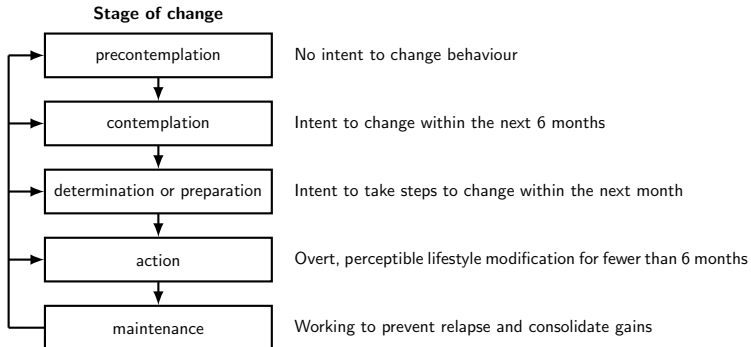 Stage of change
precontemplation
No intent to change behaviour
contemplation
Intent to change within the next 6 months
determination or preparation
Intent to take steps to change within the next month
action
Overt, perceptible lifestyle modification for fewer than 6 months
maintenance
Working to prevent relapse and consolidate gains